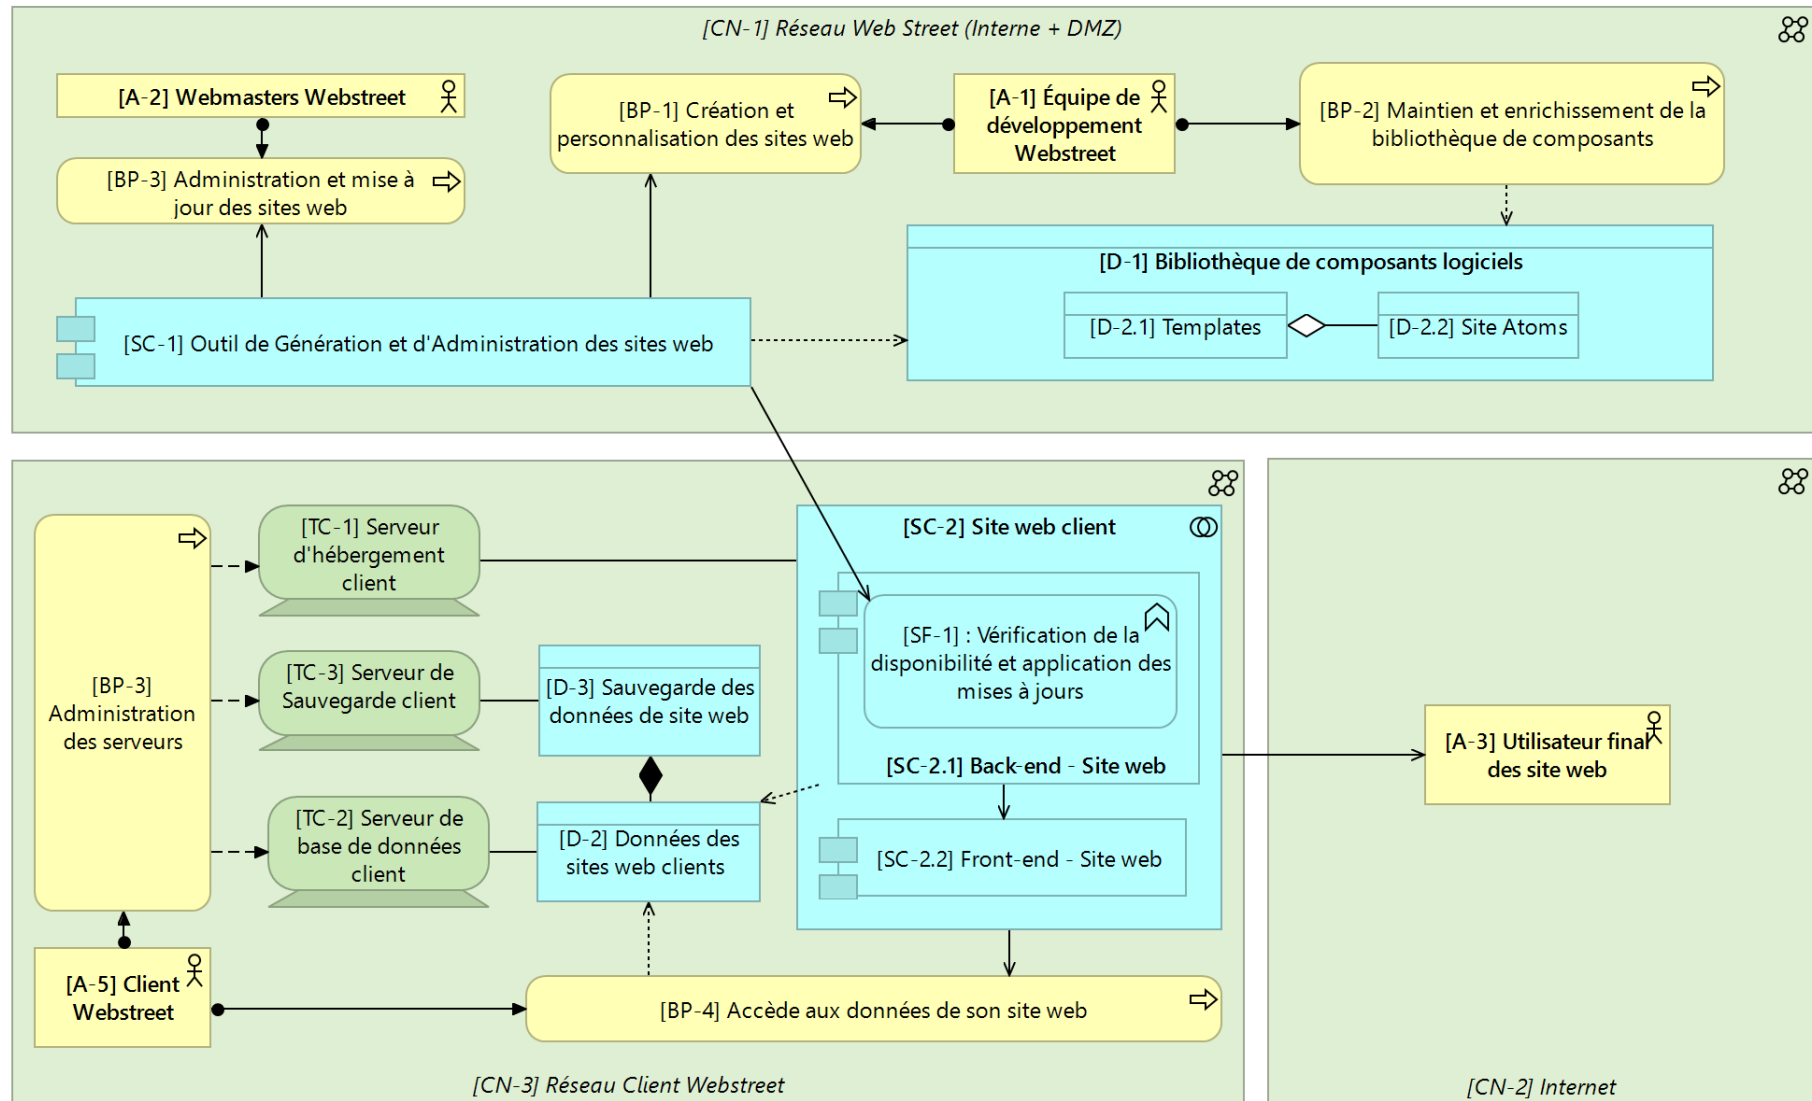 [CN-1] Réseau Web Street (Interne + DMZ)
[A-2] Webmasters Webstreet
[BP-3] Administration et mise à
jour des sites web
[BP-1] Création et
personnalisation des sites web
[A-1] Équipe de
développement
Webstreet
[BP-2] Maintien et enrichissement de la
bibliothèque de composants
[SC-1] Outil de Génération et d'Administration des sites web
[D-1] Bibliothèque de composants logiciels
[D-2.1] Templates
[D-2.2] Site Atoms
[BP-3]
Administration
des serveurs
[TC-1] Serveur
d'hébergement
client
[TC-3] Serveur de
Sauvegarde client
[TC-2] Serveur de
base de données
client
[D-3] Sauvegarde des
données de site web
[D-2] Données des
sites web clients
[SC-2] Site web client
[SF-1] : Vérification de la
disponibilité et application des
mises à jours
[SC-2.1] Back-end - Site web
[SC-2.2] Front-end - Site web
[A-5] Client
Webstreet
[BP-4] Accède aux données de son site web
[CN-3] Réseau Client Webstreet
[A-3] Utilisateur final
des site web
[CN-2] Internet